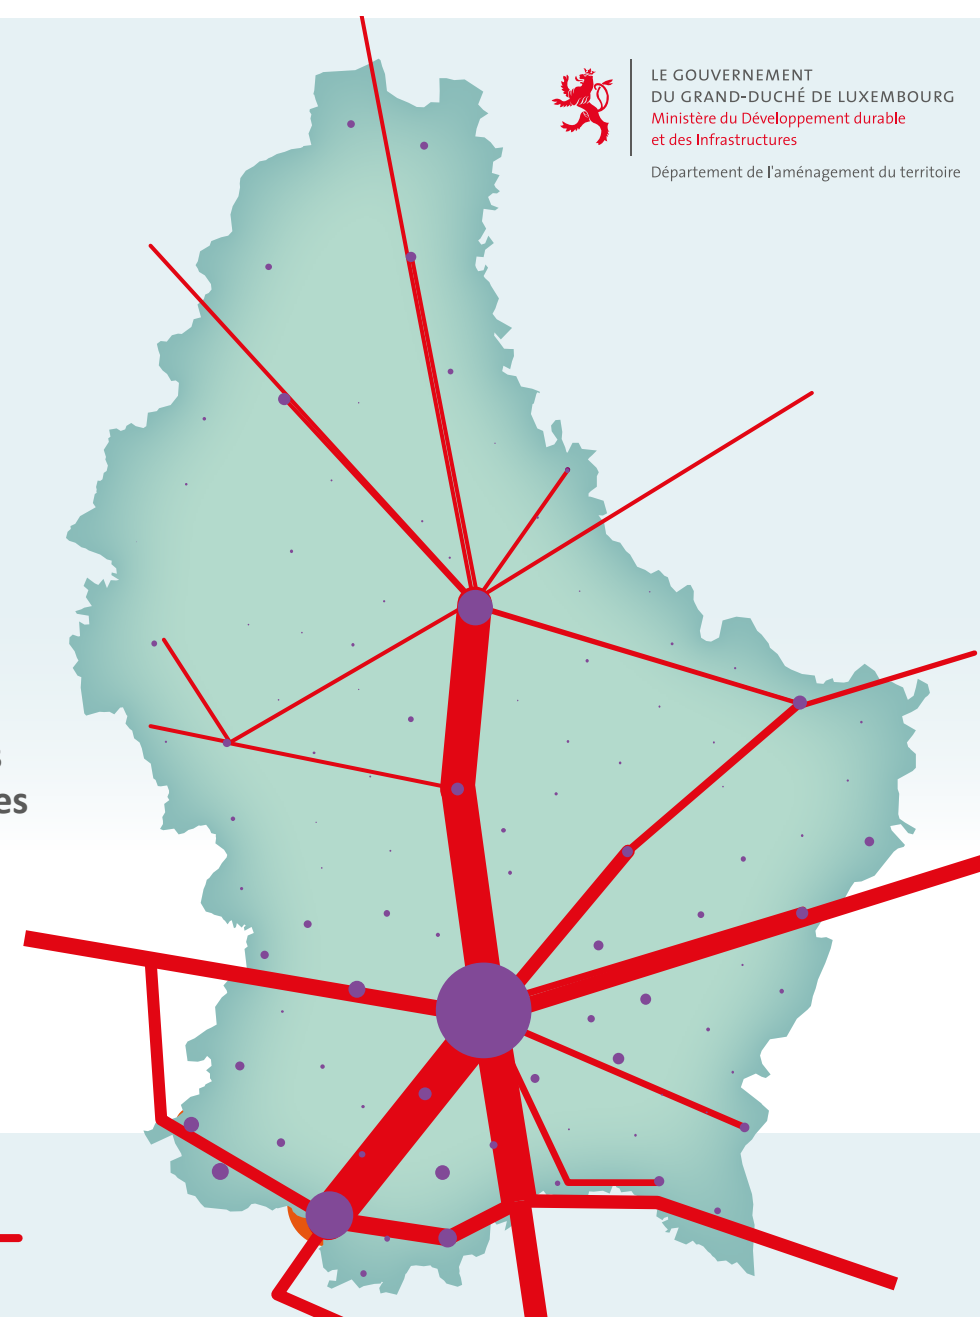 LE GOUVERNEMENT
DU GRAND-DUCHÉ DE LUXEMBOURG
Ministère du Développement durable
et des Infrastructures
Département de l'aménagement du territoire